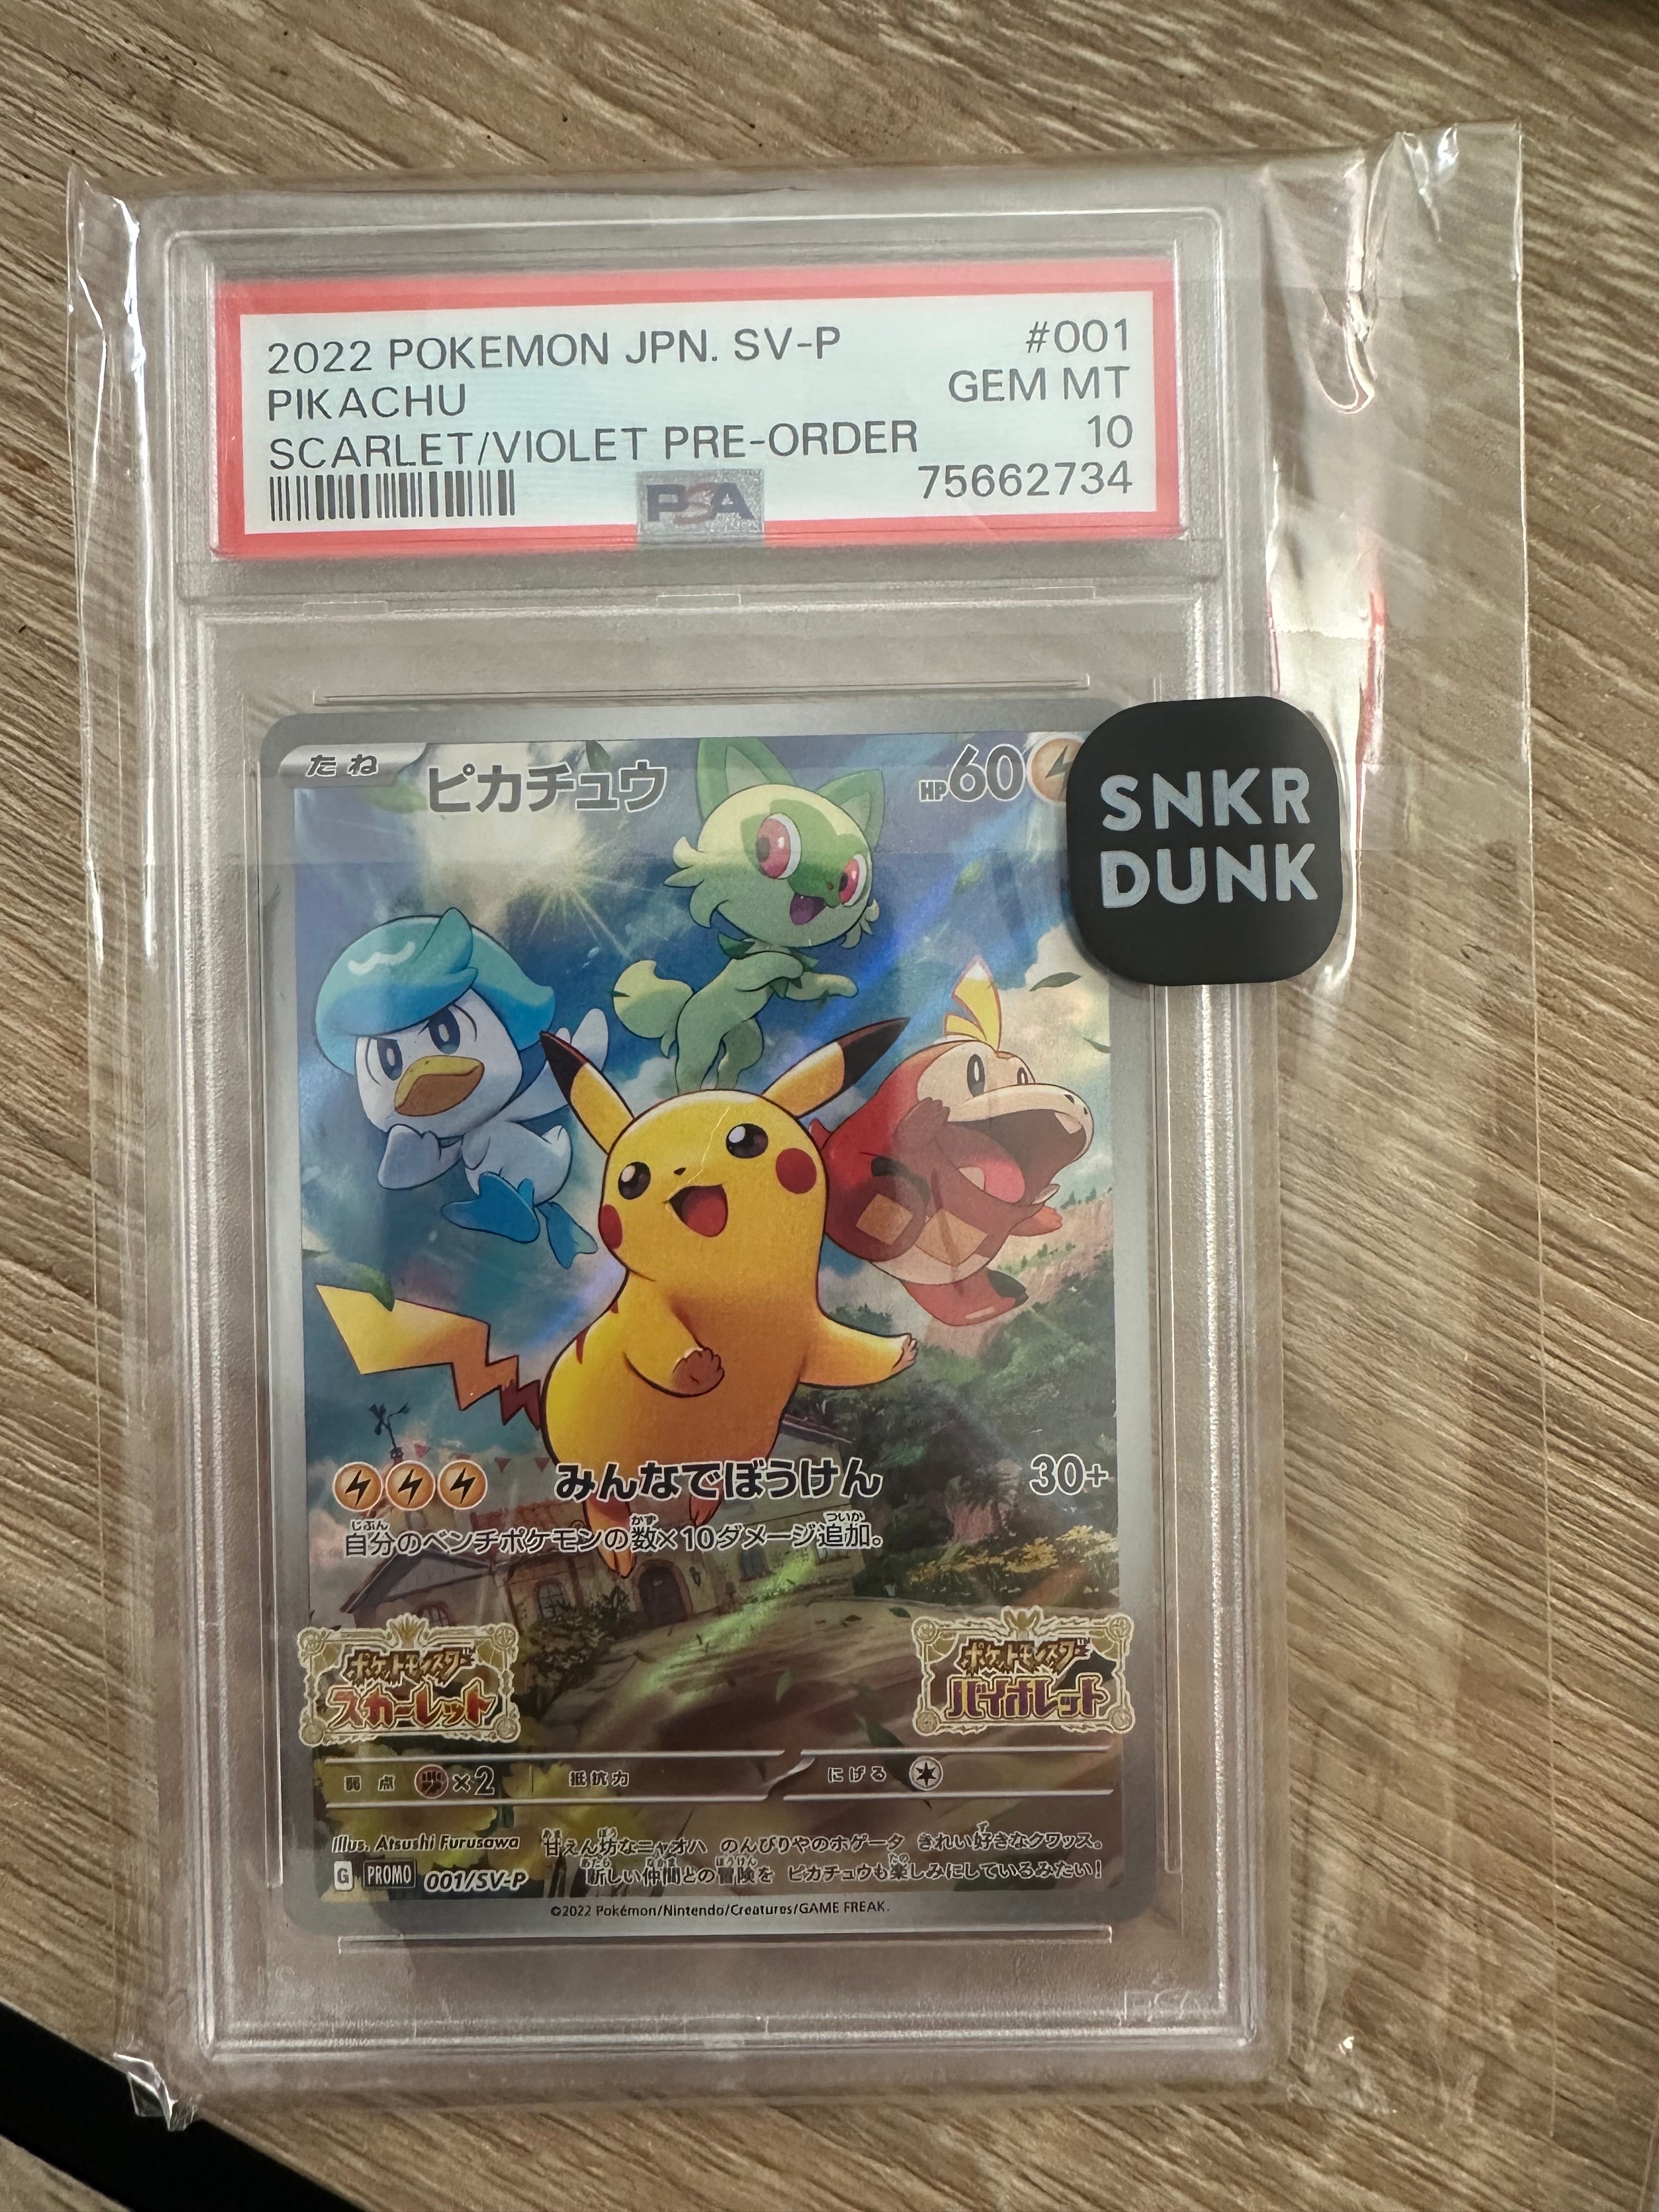 2022 POKEMON JPN. SV-P #001
PIKACHU GEM MT
SCARLET/VIOLET PRE-ORDER 10
PSA 75662734
たね ピカチュウ HP60
SNKR
DUNK
みんなでぼうけん 30+
自分のベンチポケモンの数×10ダメージ追加。
ポケットモンスター スカーレット
ポケットモンスター バイオレット
弱点 ×2 抵抗力 にげる
Illus. Atsushi Furusawa
甘えん坊なニャオハ のんびりやのホゲータ きれい好きなクワッス。
新しい仲間との冒険を ピカチュウも楽しみにしているみたい!
G PROMO 001/SV-P
©2022 Pokémon/Nintendo/Creatures/GAME FREAK.